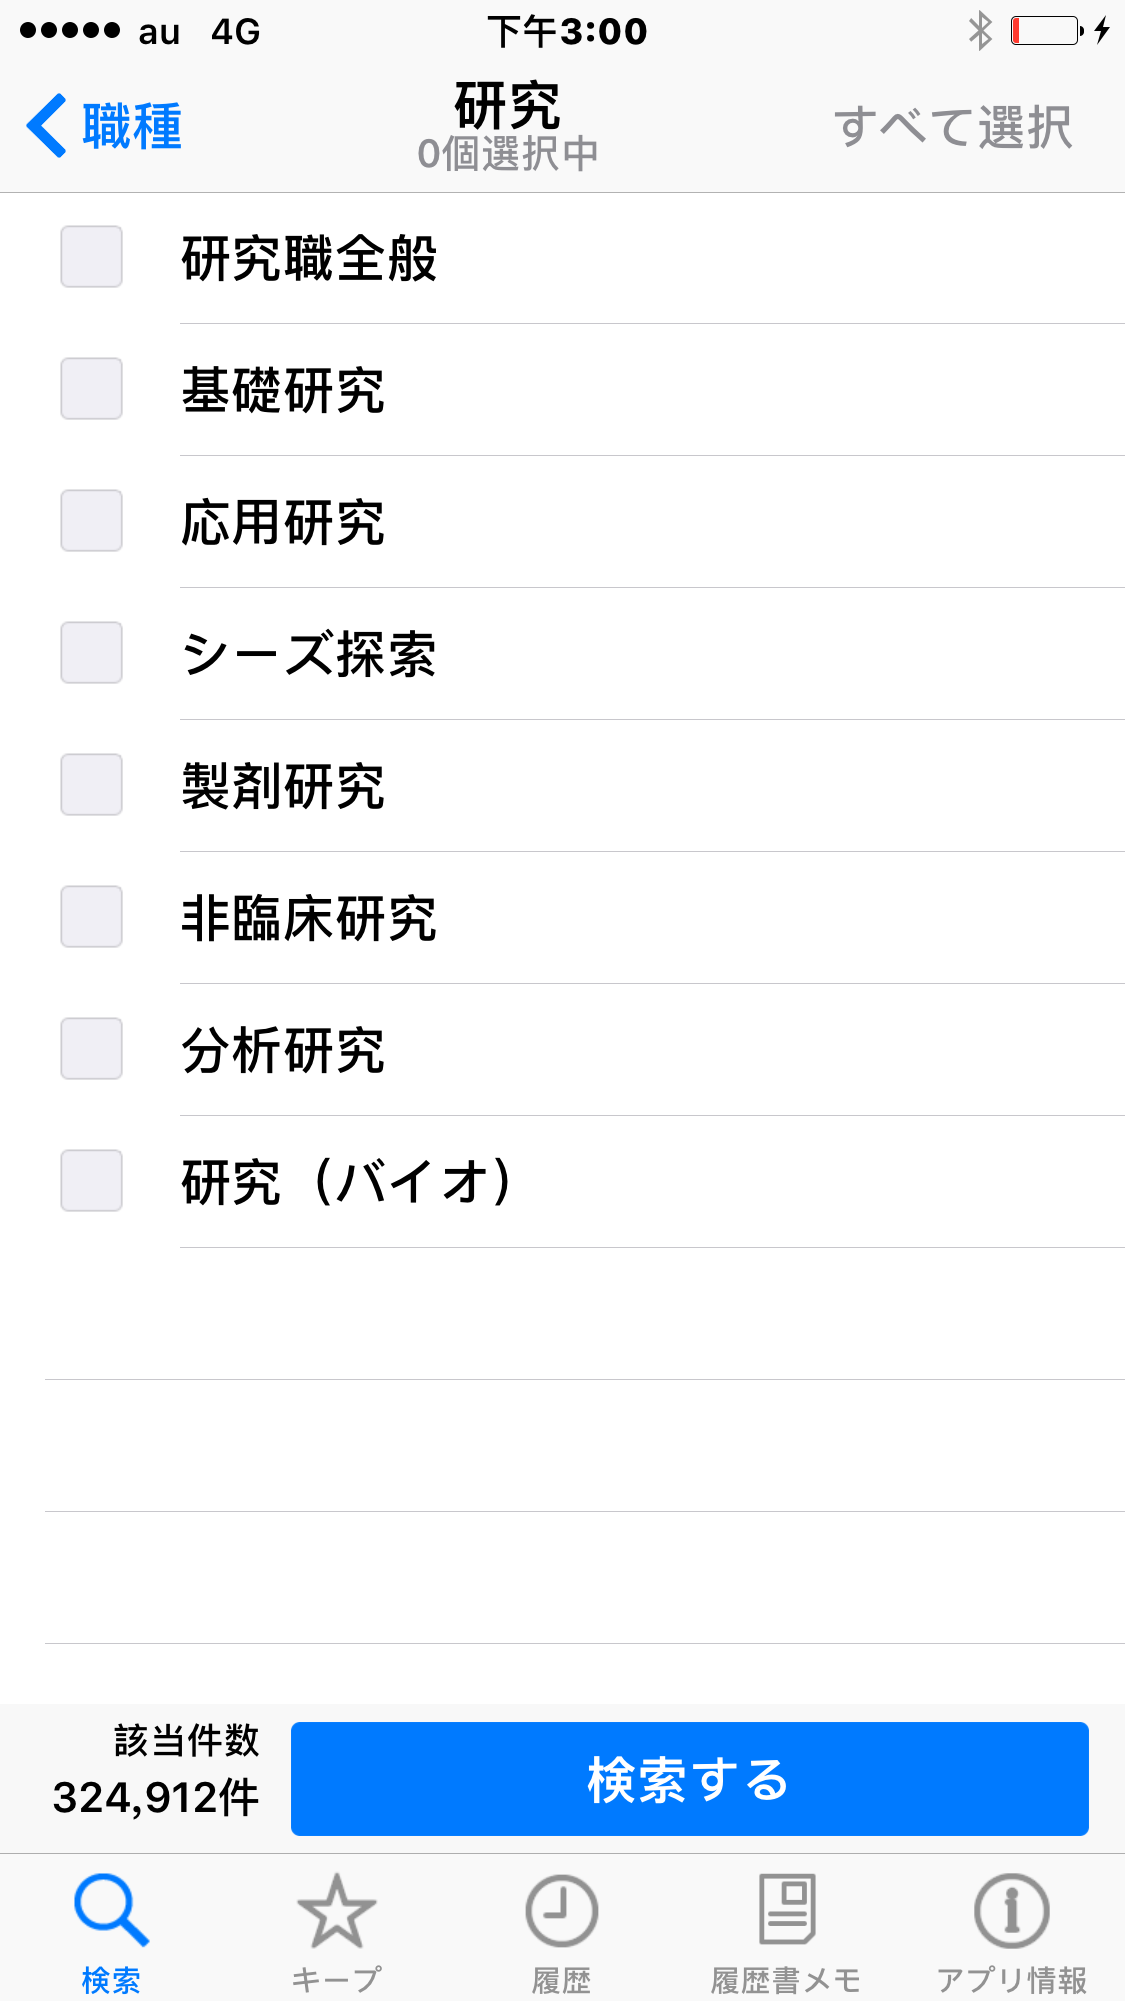 au 4G 下午3:00
職種 研究 すべて選択
0個選択中
研究職全般
基礎研究
応用研究
シーズ探索
製剤研究
非臨床研究
分析研究
研究（バイオ）
該当件数
324,912件
検索する
検索 キープ 履歴 履歴書メモ アプリ情報